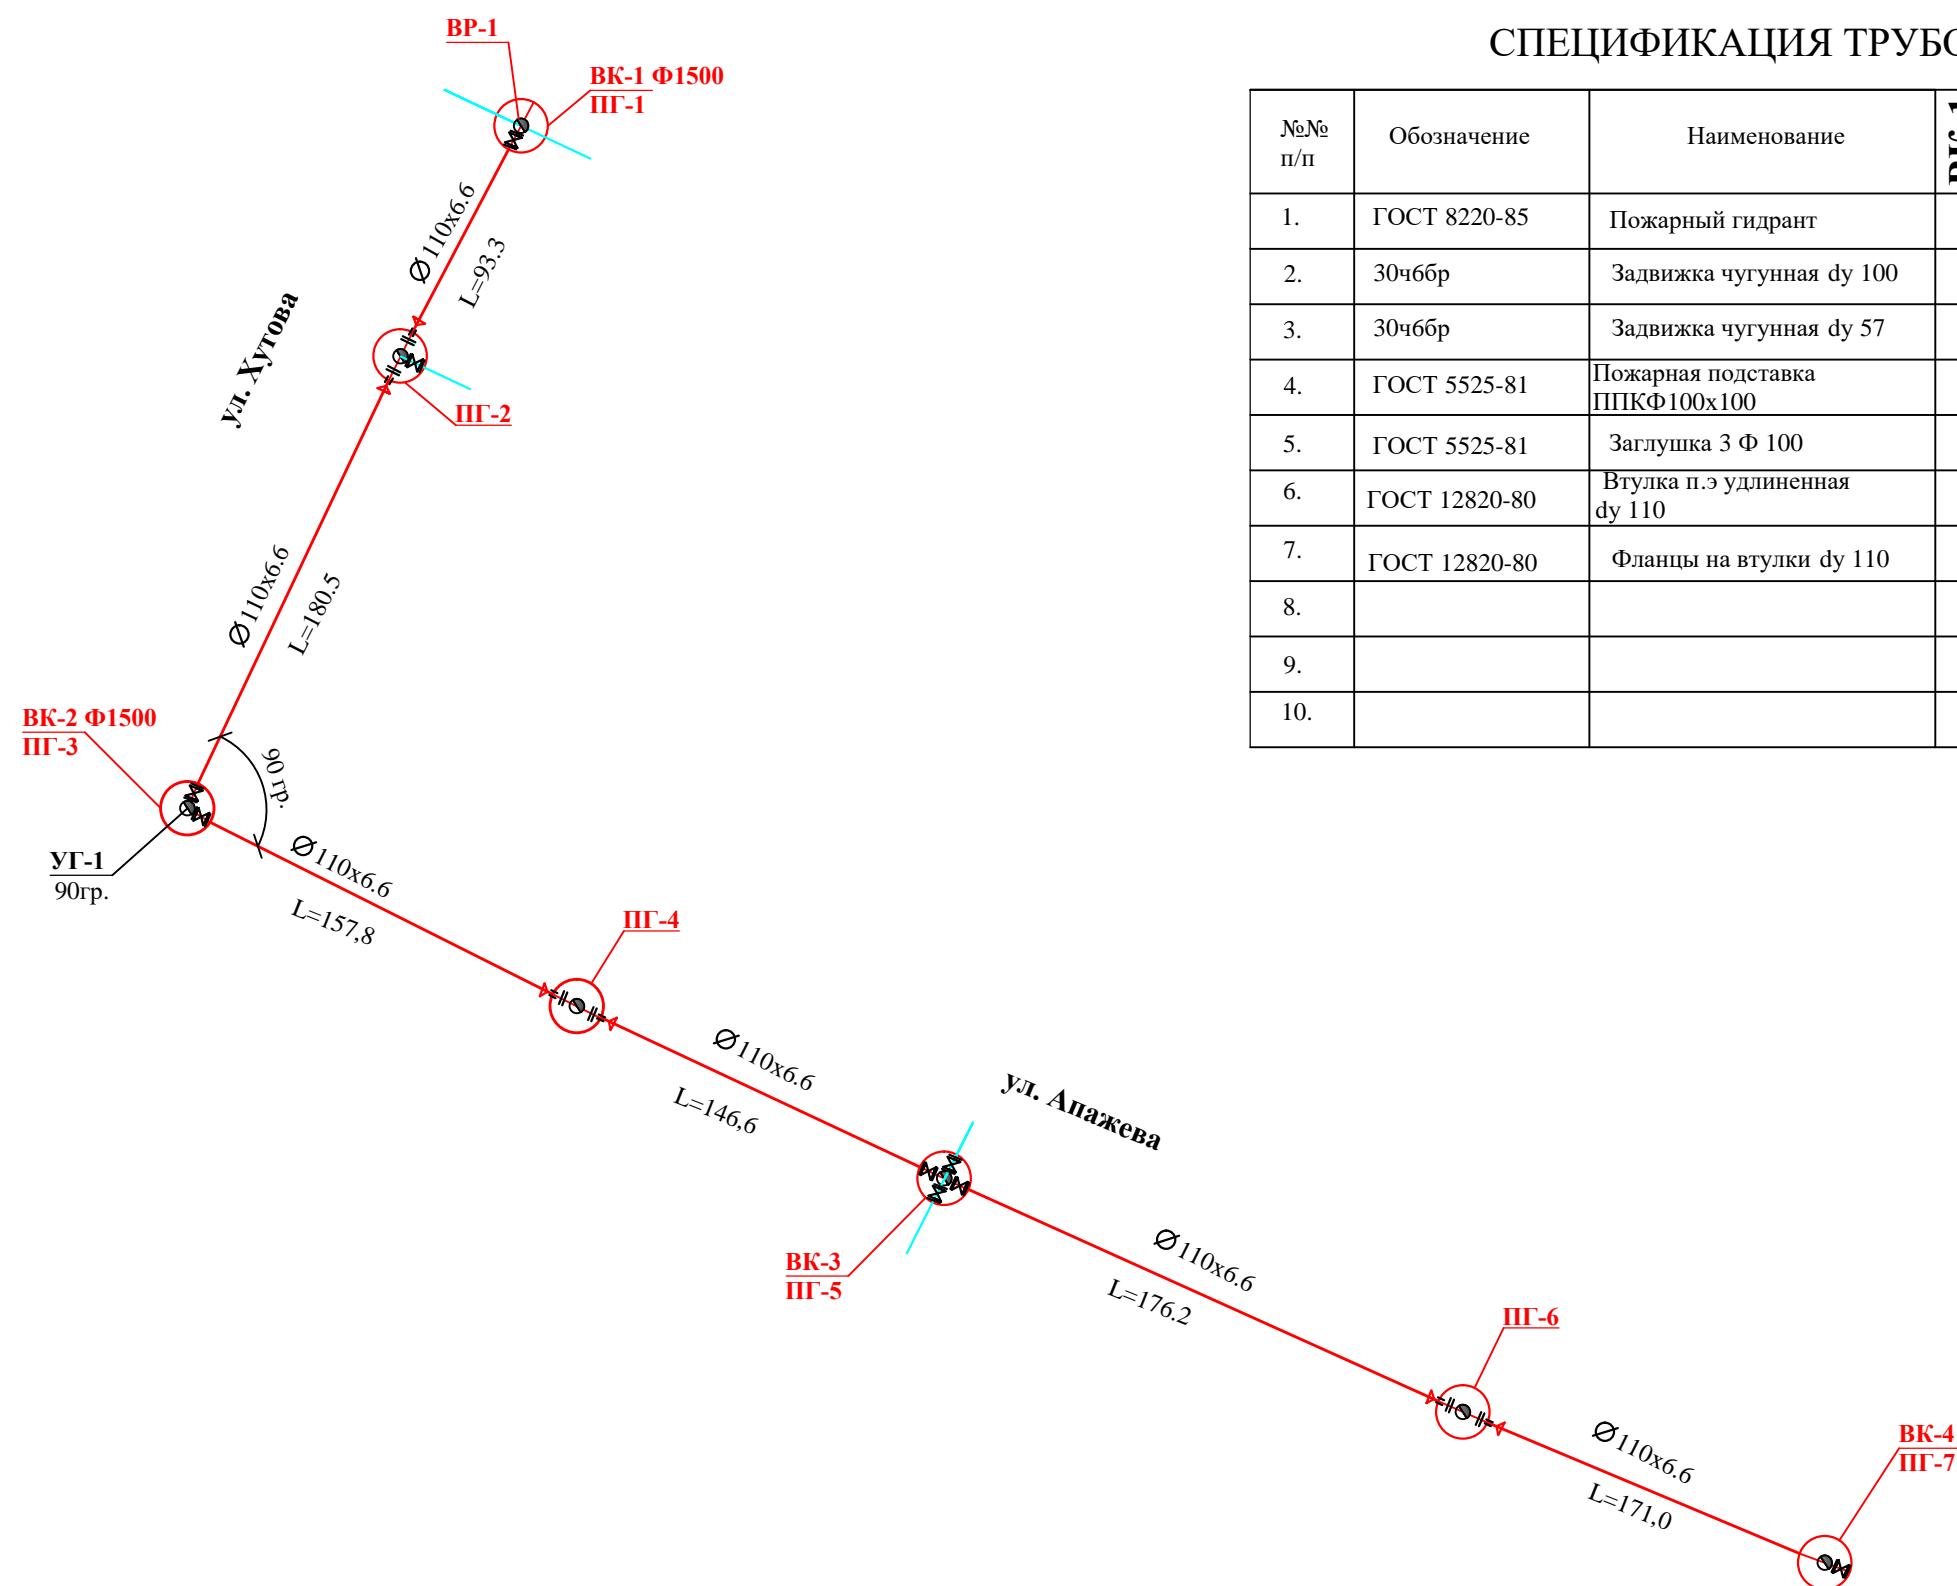 ВР-1
ВК-1 Ф1500
ПГ-1
Ø110х6.6
L=93.3
ул. Хутова
ПГ-2
Ø110х6.6
L=180.5
ВК-2 Ф1500
ПГ-3
90 гр.
УГ-1
90гр.
Ø110х6.6
L=157,8
ПГ-4
Ø110х6.6
L=146,6
ул. Апажева
ВК-3
ПГ-5
Ø110х6.6
L=176.2
ПГ-6
Ø110х6.6
L=171,0
ВК-4
ПГ-7
СПЕЦИФИКАЦИЯ
№№ п/п Обозначение Наименование
1. ГОСТ 8220-85 Пожарный гидрант
2. 30ч6бр Задвижка чугунная dy 100
3. 30ч6бр Задвижка чугунная dy 57
4. ГОСТ 5525-81 Пожарная подставка
ППКФ100х100
5. ГОСТ 5525-81 Заглушка 3 Ф 100
6. ГОСТ 12820-80 Втулка п.э удлиненная
dy 110
7. ГОСТ 12820-80 Фланцы на втулки dy 110
8.
9.
10.